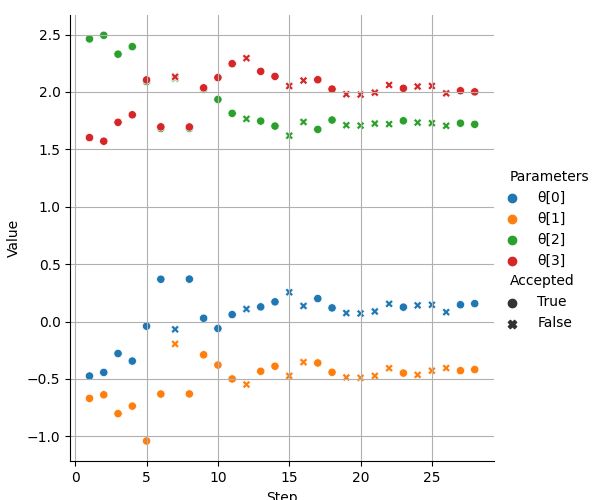 2.5
2.0
1.5
1.0
0.5
0.0
−0.5
−1.0
Value
0 5 10 15 20 25
Step
Parameters
θ[0]
θ[1]
θ[2]
θ[3]
Accepted
True
False